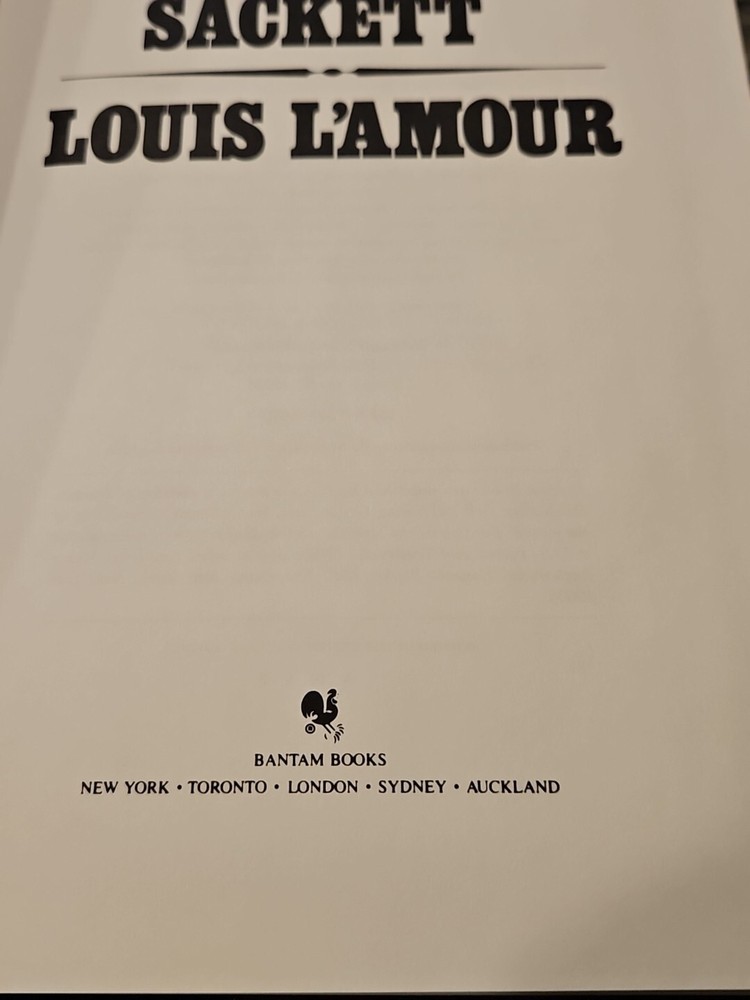 SACKETT
LOUIS L'AMOUR
BANTAM BOOKS
NEW YORK • TORONTO • LONDON • SYDNEY • AUCKLAND